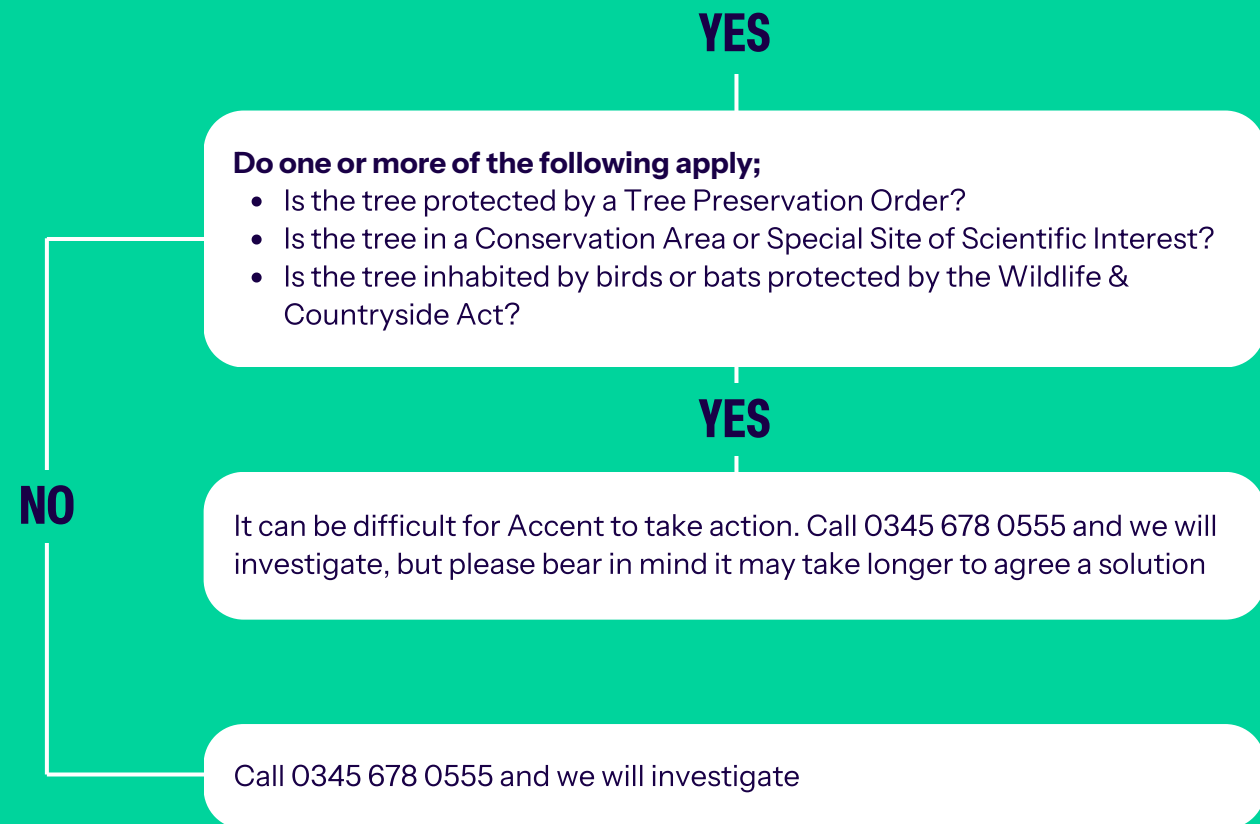 YES
Do one or more of the following apply;
• Is the tree protected by a Tree Preservation Order?
• Is the tree in a Conservation Area or Special Site of Scientific Interest?
• Is the tree inhabited by birds or bats protected by the Wildlife &
Countryside Act?
YES
NO
It can be difficult for Accent to take action. Call 0345 678 0555 and we will
investigate, but please bear in mind it may take longer to agree a solution
Call 0345 678 0555 and we will investigate